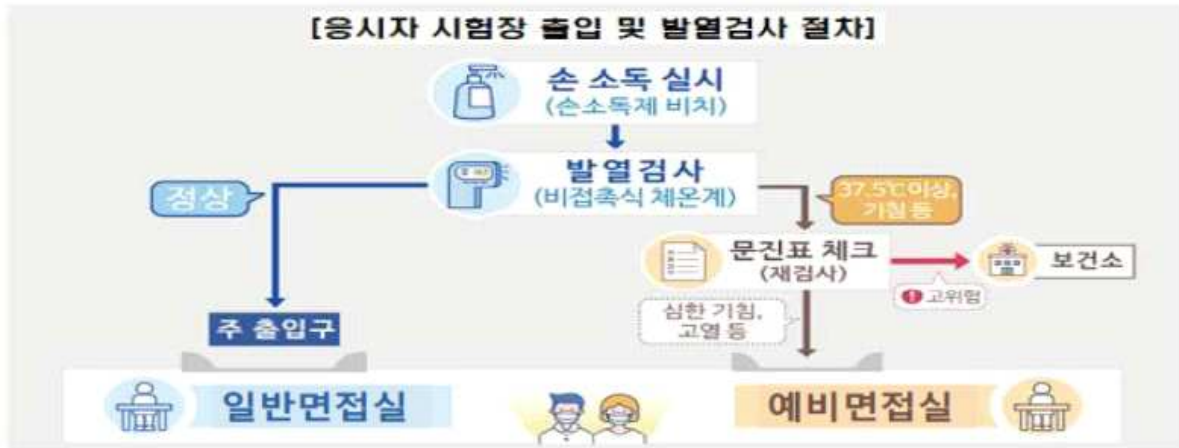 [응시자 시험장 출입 및 발열검사 절차]
손 소독 실시
(손소독제 비치)
발열검사
(비접촉식 체온계)
정상
37.5℃이상,
기침 등
문진표 체크
(재검사)
보건소
! 고위험
심한 기침,
고열 등
주 출입구
일반면접실
예비면접실